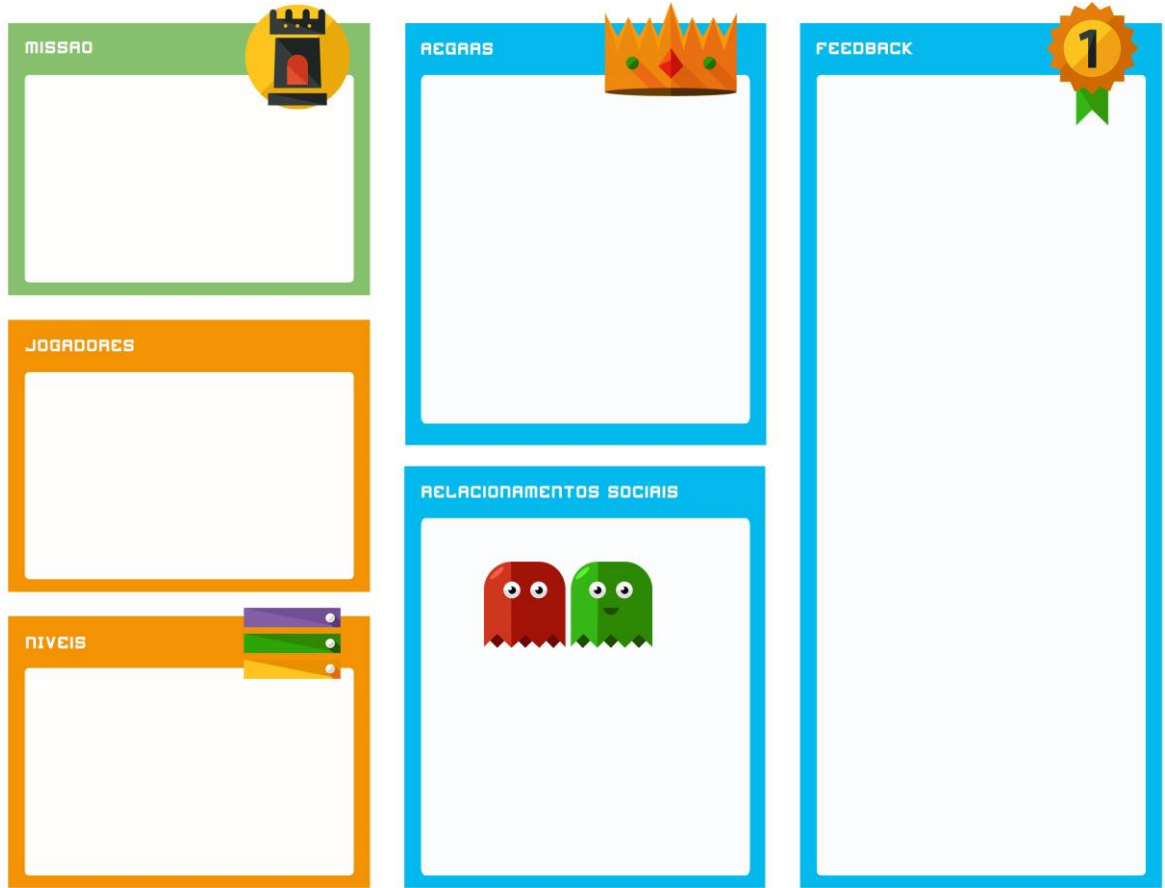 MISSAO
JOGADORES
NIVEIS
REGRAS
RELACIONAMENTOS SOCIAIS
FEEDBACK
1